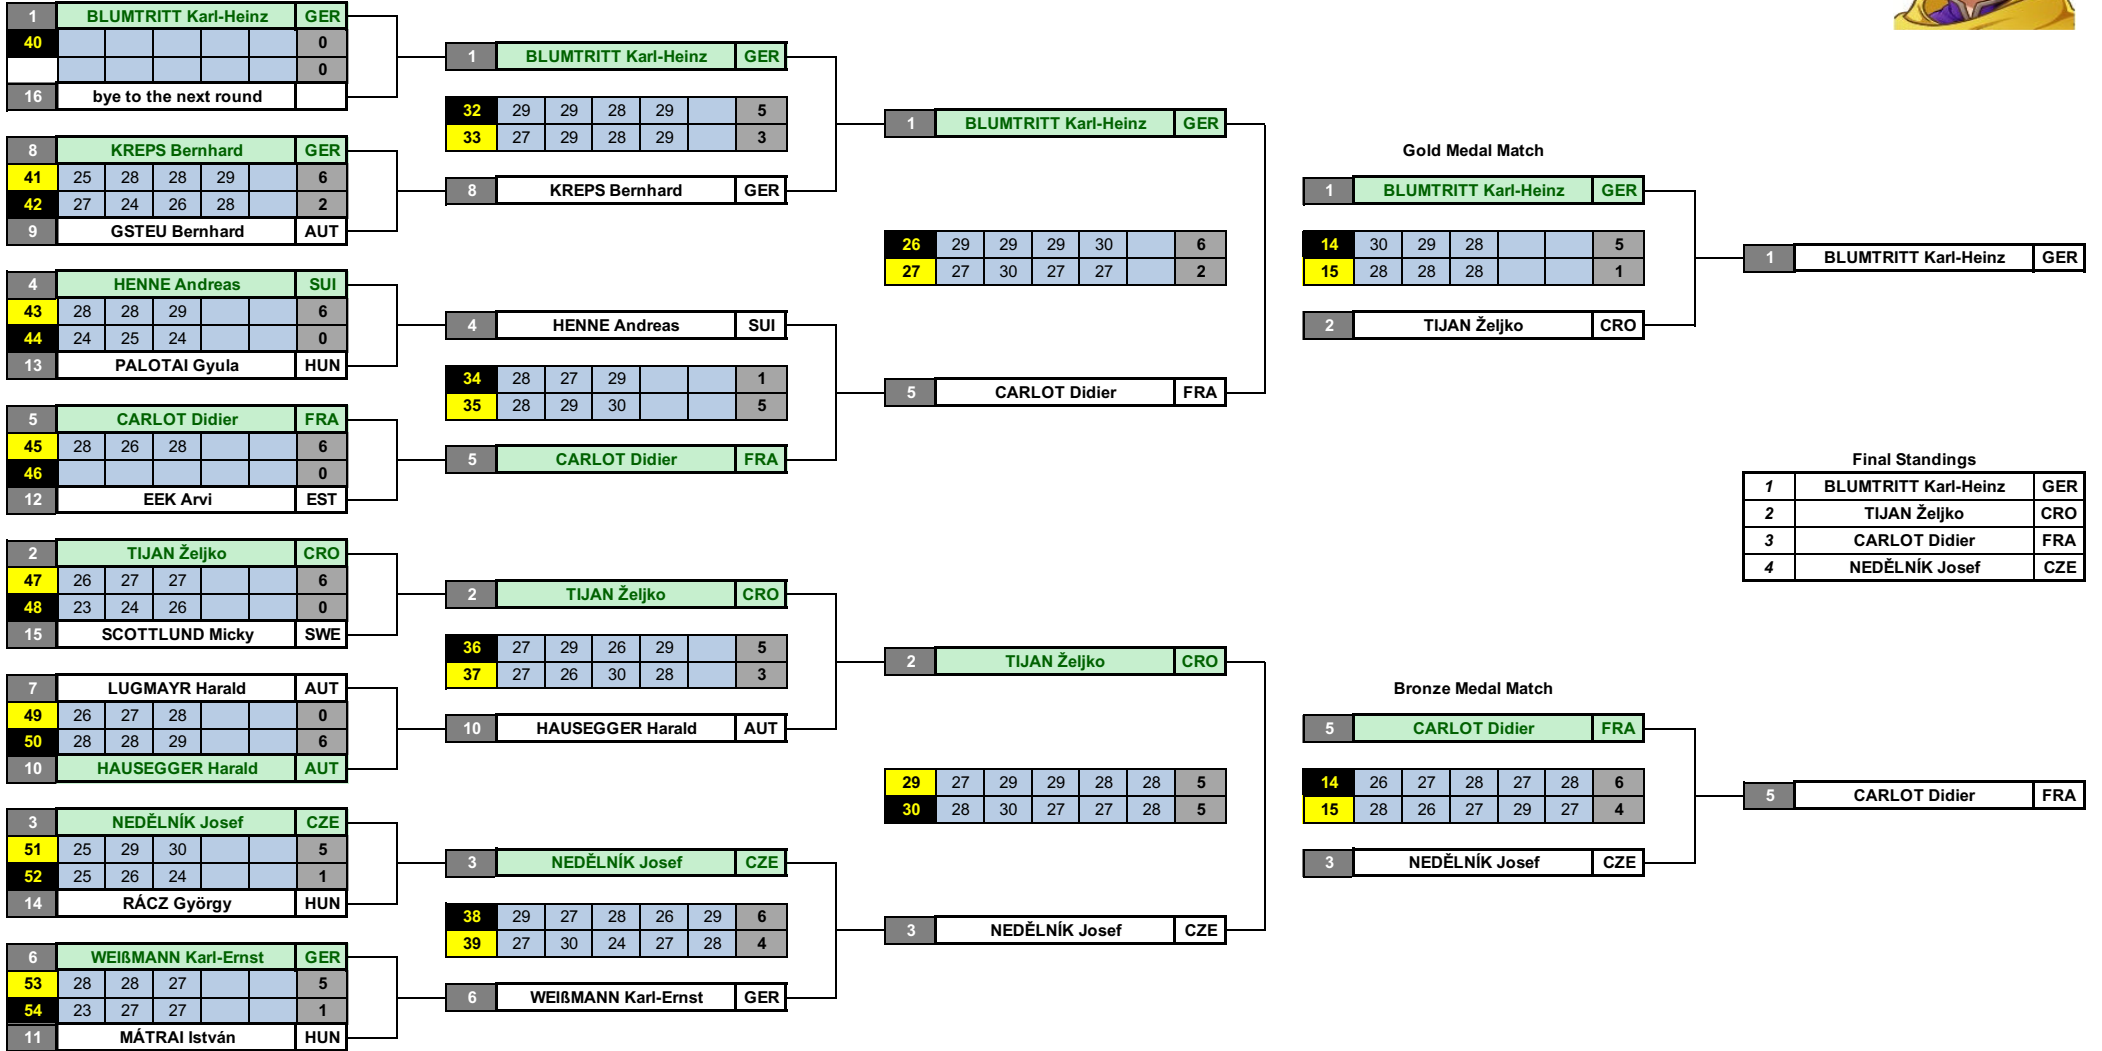 1 BLUMTRITT Karl-Heinz GER
40 0
0
16 bye to the next round
8 KREPS Bernhard GER
41 25 28 28 29 6
42 27 24 26 28 2
9 GSTEU Bernhard AUT
4 HENNE Andreas SUI
43 28 28 29 6
44 24 25 24 0
13 PALOTAI Gyula HUN
5 CARLOT Didier FRA
45 28 26 28 6
46 0
12 EEK Arvi EST
2 TIJAN Željko CRO
47 26 27 27 6
48 23 24 26 0
15 SCOTTLUND Micky SWE
7 LUGMAYR Harald AUT
49 26 27 28 0
50 28 28 29 6
10 HAUSEGGER Harald AUT
3 NEDĚLNÍK Josef CZE
51 25 29 30 5
52 25 26 24 1
14 RÁCZ György HUN
6 WEIßMANN Karl-Ernst GER
53 28 28 27 5
54 23 27 27 1
11 MÁTRAI István HUN
1 BLUMTRITT Karl-Heinz GER
32 29 29 28 29 5
33 27 29 28 29 3
8 KREPS Bernhard GER
4 HENNE Andreas SUI
34 28 27 29 1
35 28 29 30 5
5 CARLOT Didier FRA
2 TIJAN Željko CRO
36 27 29 26 29 5
37 27 26 30 28 3
10 HAUSEGGER Harald AUT
3 NEDĚLNÍK Josef CZE
38 29 27 28 26 29 6
39 27 30 24 27 28 4
6 WEIßMANN Karl-Ernst GER
1 BLUMTRITT Karl-Heinz GER
26 29 29 29 30 6
27 27 30 27 27 2
5 CARLOT Didier FRA
2 TIJAN Željko CRO
29 27 29 29 28 28 5
30 28 30 27 27 28 5
3 NEDĚLNÍK Josef CZE
Gold Medal Match
1 BLUMTRITT Karl-Heinz GER
14 30 29 28 5
15 28 28 28 1
2 TIJAN Željko CRO
Bronze Medal Match
5 CARLOT Didier FRA
14 26 27 28 27 28 6
15 28 26 27 29 27 4
3 NEDĚLNÍK Josef CZE
1 BLUMTRITT Karl-Heinz GER
Final Standings
1 BLUMTRITT Karl-Heinz GER
2 TIJAN Željko CRO
3 CARLOT Didier FRA
4 NEDĚLNÍK Josef CZE
5 CARLOT Didier FRA